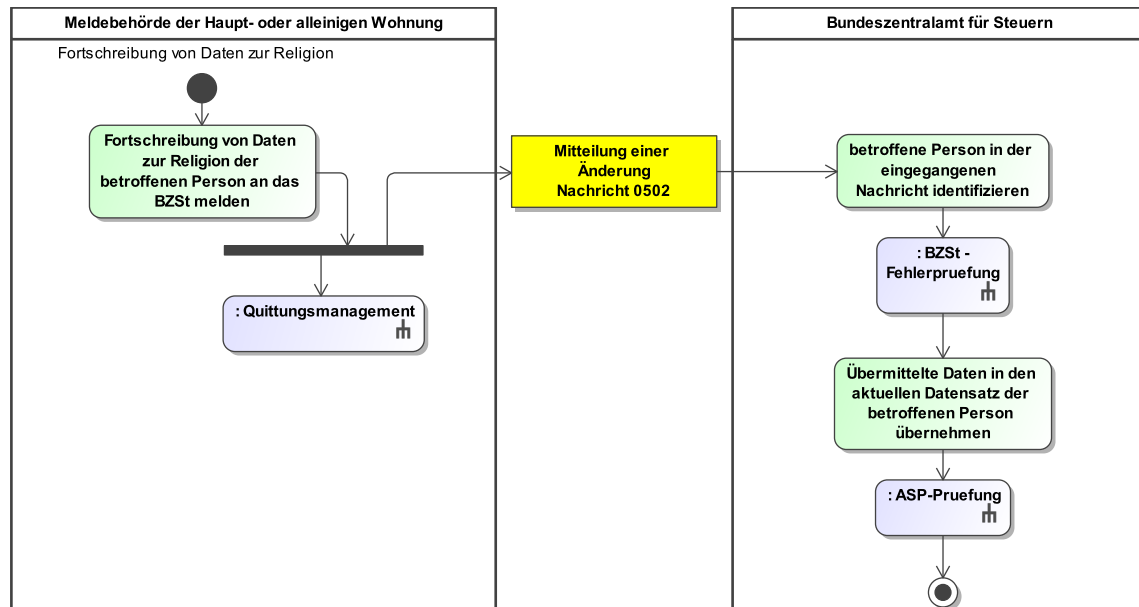 Meldebehörde der Haupt- oder alleinigen Wohnung
Fortschreibung von Daten zur Religion
Fortschreibung von Daten
zur Religion der
betroffenen Person an das
BZSt melden
: Quittungsmanagement
Mitteilung einer
Änderung
Nachricht 0502
Bundeszentralamt für Steuern
betroffene Person in der
eingegangenen
Nachricht identifizieren
: BZSt -
Fehlerpruefung
Übermittelte Daten in den
aktuellen Datensatz der
betroffenen Person
übernehmen
: ASP-Pruefung